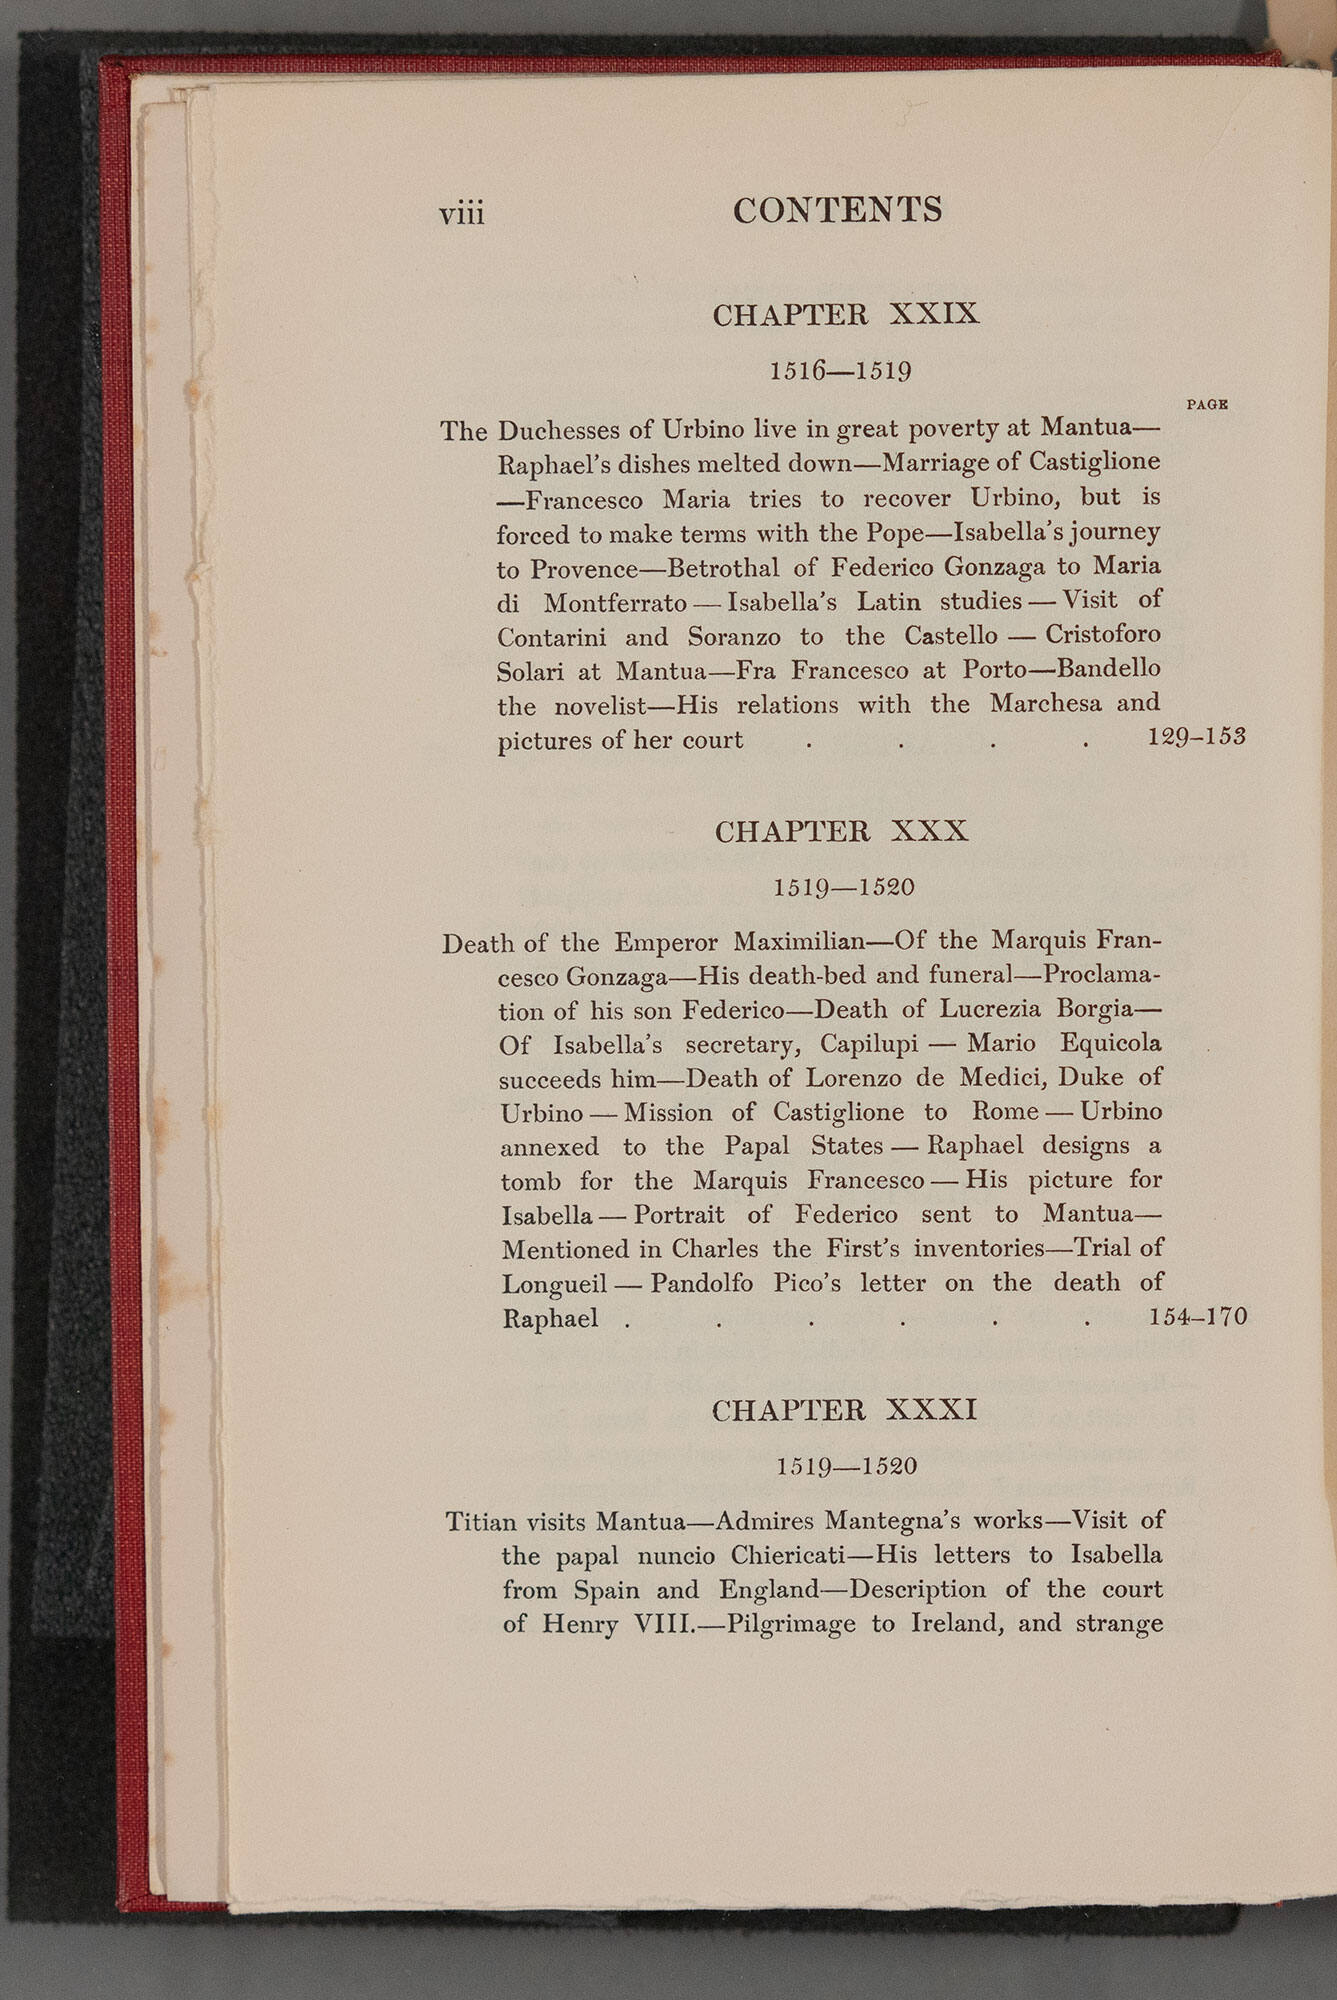 viii CONTENTS
CHAPTER XXIX
1516—1519
PAGE
The Duchesses of Urbino live in great poverty at Mantua—
Raphael's dishes melted down—Marriage of Castiglione
—Francesco Maria tries to recover Urbino, but is
forced to make terms with the Pope—Isabella's journey
to Provence—Betrothal of Federico Gonzaga to Maria
di Montferrato — Isabella's Latin studies — Visit of
Contarini and Soranzo to the Castello — Cristoforo
Solari at Mantua—Fra Francesco at Porto—Bandello
the novelist—His relations with the Marchesa and
pictures of her court . . . . 129–153
CHAPTER XXX
1519—1520
Death of the Emperor Maximilian—Of the Marquis Fran-
cesco Gonzaga—His death-bed and funeral—Proclama-
tion of his son Federico—Death of Lucrezia Borgia—
Of Isabella's secretary, Capilupi — Mario Equicola
succeeds him—Death of Lorenzo de Medici, Duke of
Urbino — Mission of Castiglione to Rome — Urbino
annexed to the Papal States — Raphael designs a
tomb for the Marquis Francesco — His picture for
Isabella — Portrait of Federico sent to Mantua—
Mentioned in Charles the First's inventories—Trial of
Longueil — Pandolfo Pico's letter on the death of
Raphael . . . . . . 154–170
CHAPTER XXXI
1519—1520
Titian visits Mantua—Admires Mantegna's works—Visit of
the papal nuncio Chiericati—His letters to Isabella
from Spain and England—Description of the court
of Henry VIII.—Pilgrimage to Ireland, and strange